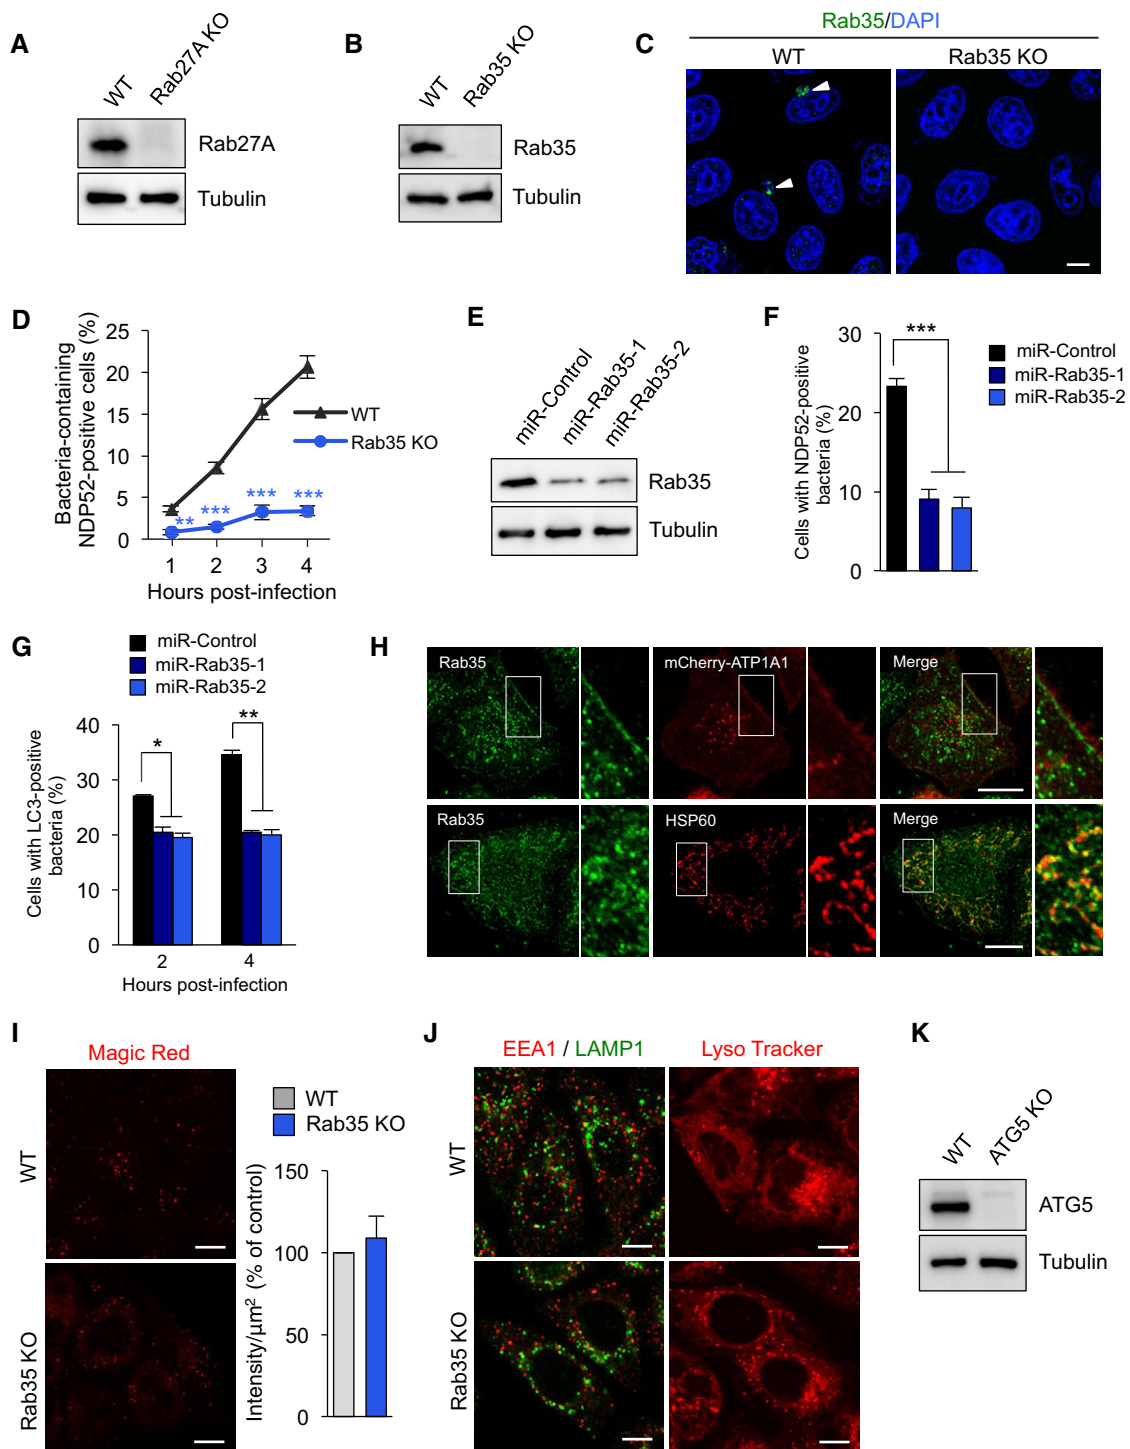 A
WT
Rab27A KO
Rab27A
Tubulin
B
WT
Rab35 KO
Rab35
Tubulin
C
Rab35/DAPI
WT
Rab35 KO
D
Bacteria-containing
NDP52-positive cells (%)
25
20
15
10
5
0
WT
Rab35 KO
**
***
***
***
1 2 3 4
Hours post-infection
E
miR-Control
miR-Rab35-1
miR-Rab35-2
Rab35
Tubulin
F
Cells with NDP52-positive
bacteria (%)
30
20
10
0
***
miR-Control
miR-Rab35-1
miR-Rab35-2
G
miR-Control
miR-Rab35-1
miR-Rab35-2
Cells with LC3-positive
bacteria (%)
40
30
20
10
0
*
**
2 4
Hours post-infection
H
Rab35
mCherry-ATP1A1
Merge
Rab35
HSP60
Merge
I
Magic Red
WT
Rab35 KO
WT
Rab35 KO
Intensity/µm² (% of control)
150
100
50
0
J
EEA1 / LAMP1
Lyso Tracker
WT
Rab35 KO
K
WT
ATG5 KO
ATG5
Tubulin